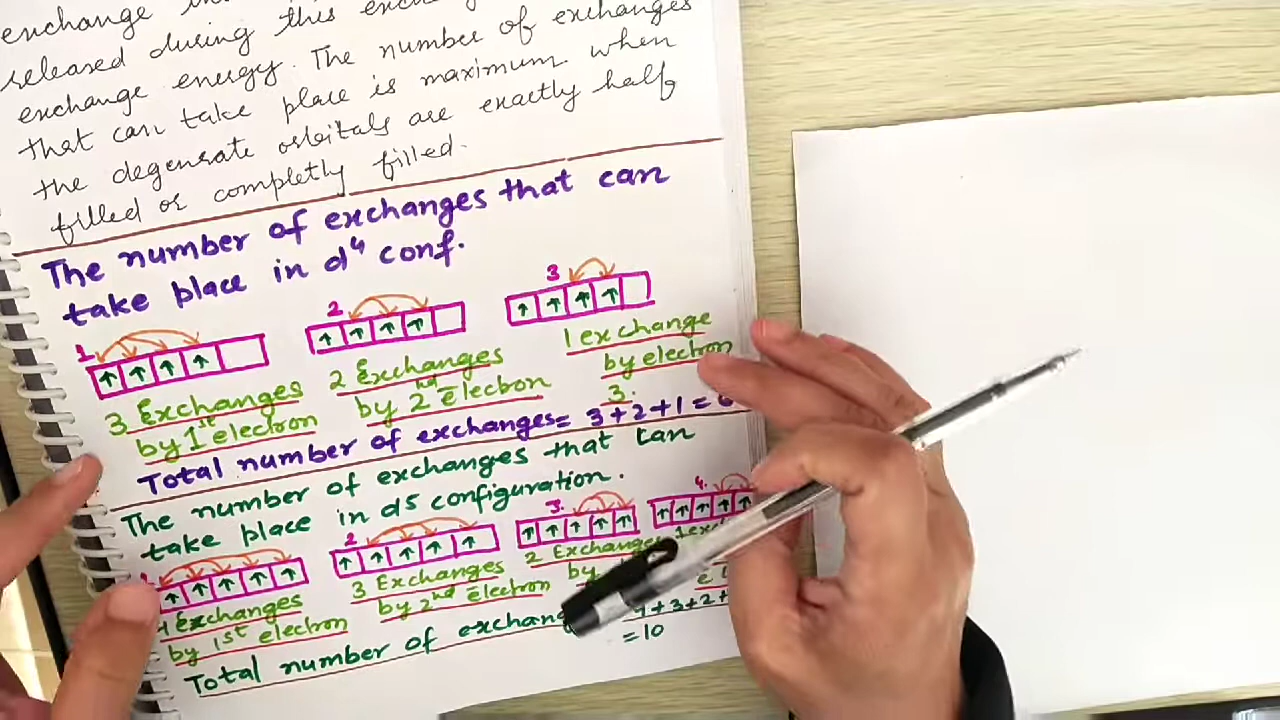 exchange
released during this
exchange energy. The number of exchanges
that can take place is maximum when
the degenrate orbitals are exactly half
filled or completly filled.
The number of exchanges that can
take place in d⁴ conf.
1 2 3
3 Exchanges by 1st electron
2 Exchanges by 2nd electron
1 exchange by electron 3.
Total number of exchanges = 3+2+1 =
The number of exchanges that can
take place in d5 configuration.
2 3. 4.
Exchanges by 1st electron
3 Exchanges by 2nd electron
2 Exchanges by
Total number of
+3+2+
=10